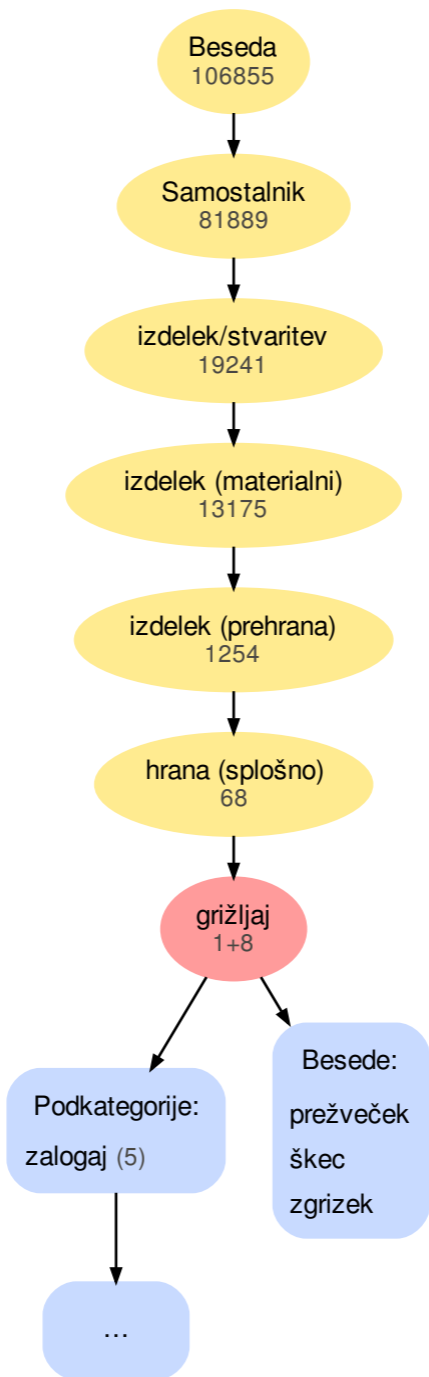 Beseda
106855
Samostalnik
81889
izdelek/stvaritev
19241
izdelek (materialni)
13175
izdelek (prehrana)
1254
hrana (splošno)
68
grižljaj
1+8
Podkategorije:
zalogaj (5)
...
Besede:
prežveček
škec
zgrizek